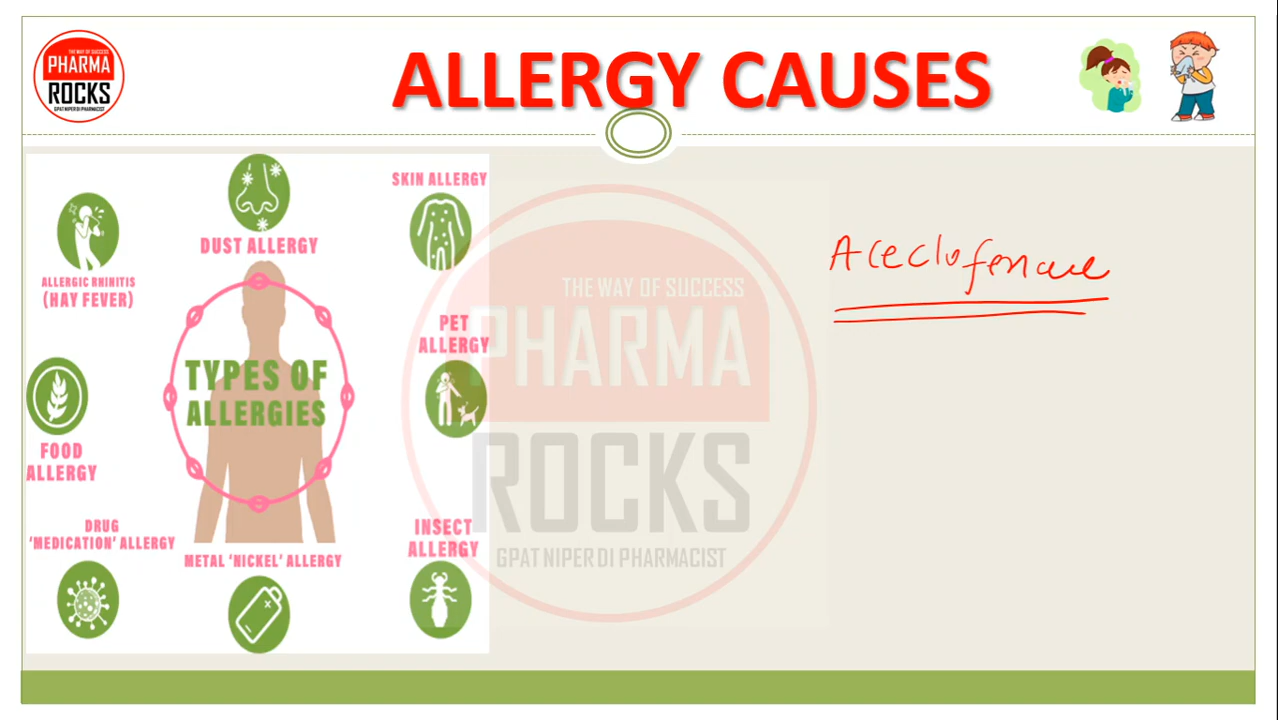 THE WAY OF SUCCESS
PHARMA
ROCKS
GPAT NIPER DI PHARMACIST
ALLERGY CAUSES
DUST ALLERGY
SKIN ALLERGY
ALLERGIC RHINITIS
(HAY FEVER)
PET
ALLERGY
TYPES OF
ALLERGIES
FOOD
ALLERGY
DRUG
'MEDICATION' ALLERGY
METAL 'NICKEL' ALLERGY
INSECT
ALLERGY
THE WAY OF SUCCESS
PHARMA
ROCKS
GPAT NIPER DI PHARMACIST